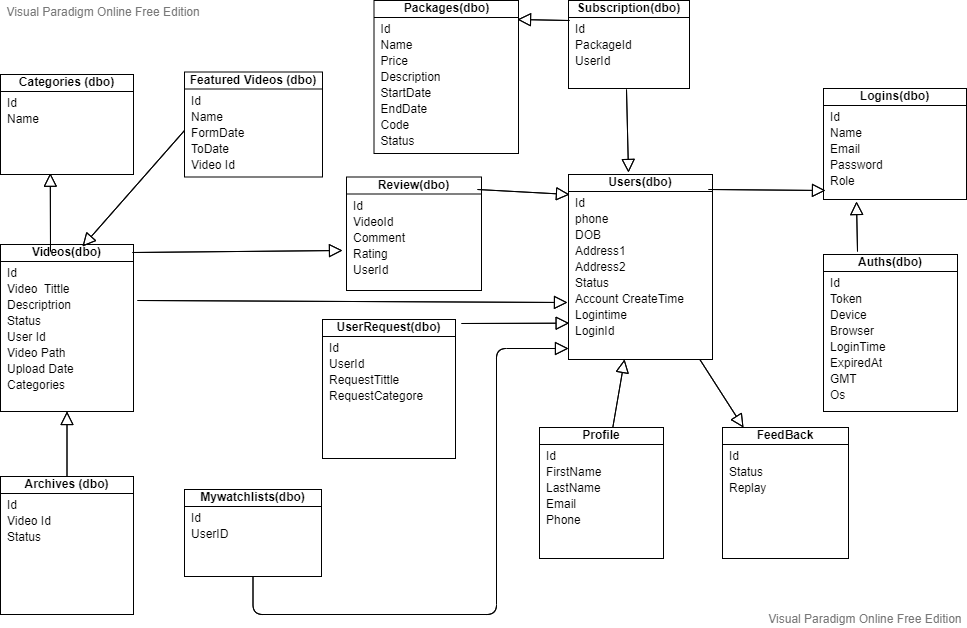 Visual Paradigm Online Free Edition
Packages(dbo)
Id
Name
Price
Description
StartDate
EndDate
Code
Status
Subscription(dbo)
Id
PackageId
UserId
Categories (dbo)
Id
Name
Featured Videos (dbo)
Id
Name
FormDate
ToDate
Video Id
Logins(dbo)
Id
Name
Email
Password
Role
Review(dbo)
Id
VideoId
Comment
Rating
UserId
Users(dbo)
Id
phone
DOB
Address1
Address2
Status
Account CreateTime
Logintime
LoginId
Videos(dbo)
Id
Video  Tittle
Descriptrion
Status
User Id
Video Path
Upload Date
Categories
Auths(dbo)
Id
Token
Device
Browser
LoginTime
ExpiredAt
GMT
Os
UserRequest(dbo)
Id
UserId
RequestTittle
RequestCategore
Profile
Id
FirstName
LastName
Email
Phone
FeedBack
Id
Status
Replay
Archives (dbo)
Id
Video Id
Status
Mywatchlists(dbo)
Id
UserID
Visual Paradigm Online Free Edition